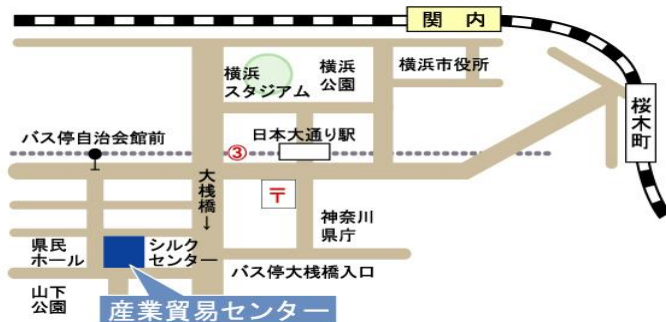 関内
横浜
スタジアム
横浜
公園
横浜市役所
桜木町
バス停自治会館前
③
日本大通り駅
大桟橋↓
〒
神奈川
県庁
県民
ホール
シルク
センター
バス停大桟橋入口
山下
公園
産業貿易センター